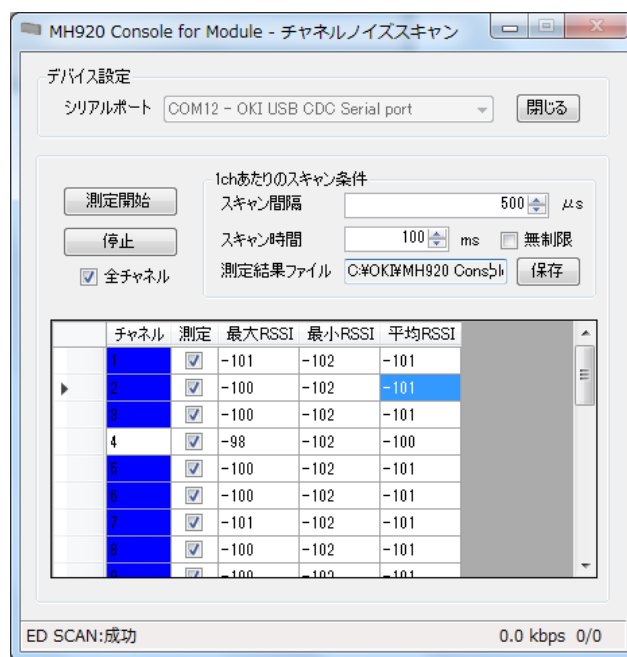 MH920 Console for Module - チャネルノイズスキャン
デバイス設定
シリアルポート COM12 - OKI USB CDC Serial port 閉じる
1chあたりのスキャン条件
測定開始 スキャン間隔 500 μs
停止 スキャン時間 100 ms 無制限
全チャネル 測定結果ファイル C:¥OKI¥MH920 保存
チャネル 測定 最大RSSI 最小RSSI 平均RSSI
1 -101 -102 -101
2 -100 -102 -101
3 -100 -102 -101
4 -98 -102 -100
5 -100 -102 -101
6 -100 -102 -101
7 -101 -102 -101
8 -100 -102 -101
9 -100 -102 -101
ED SCAN:成功 0.0 kbps 0/0